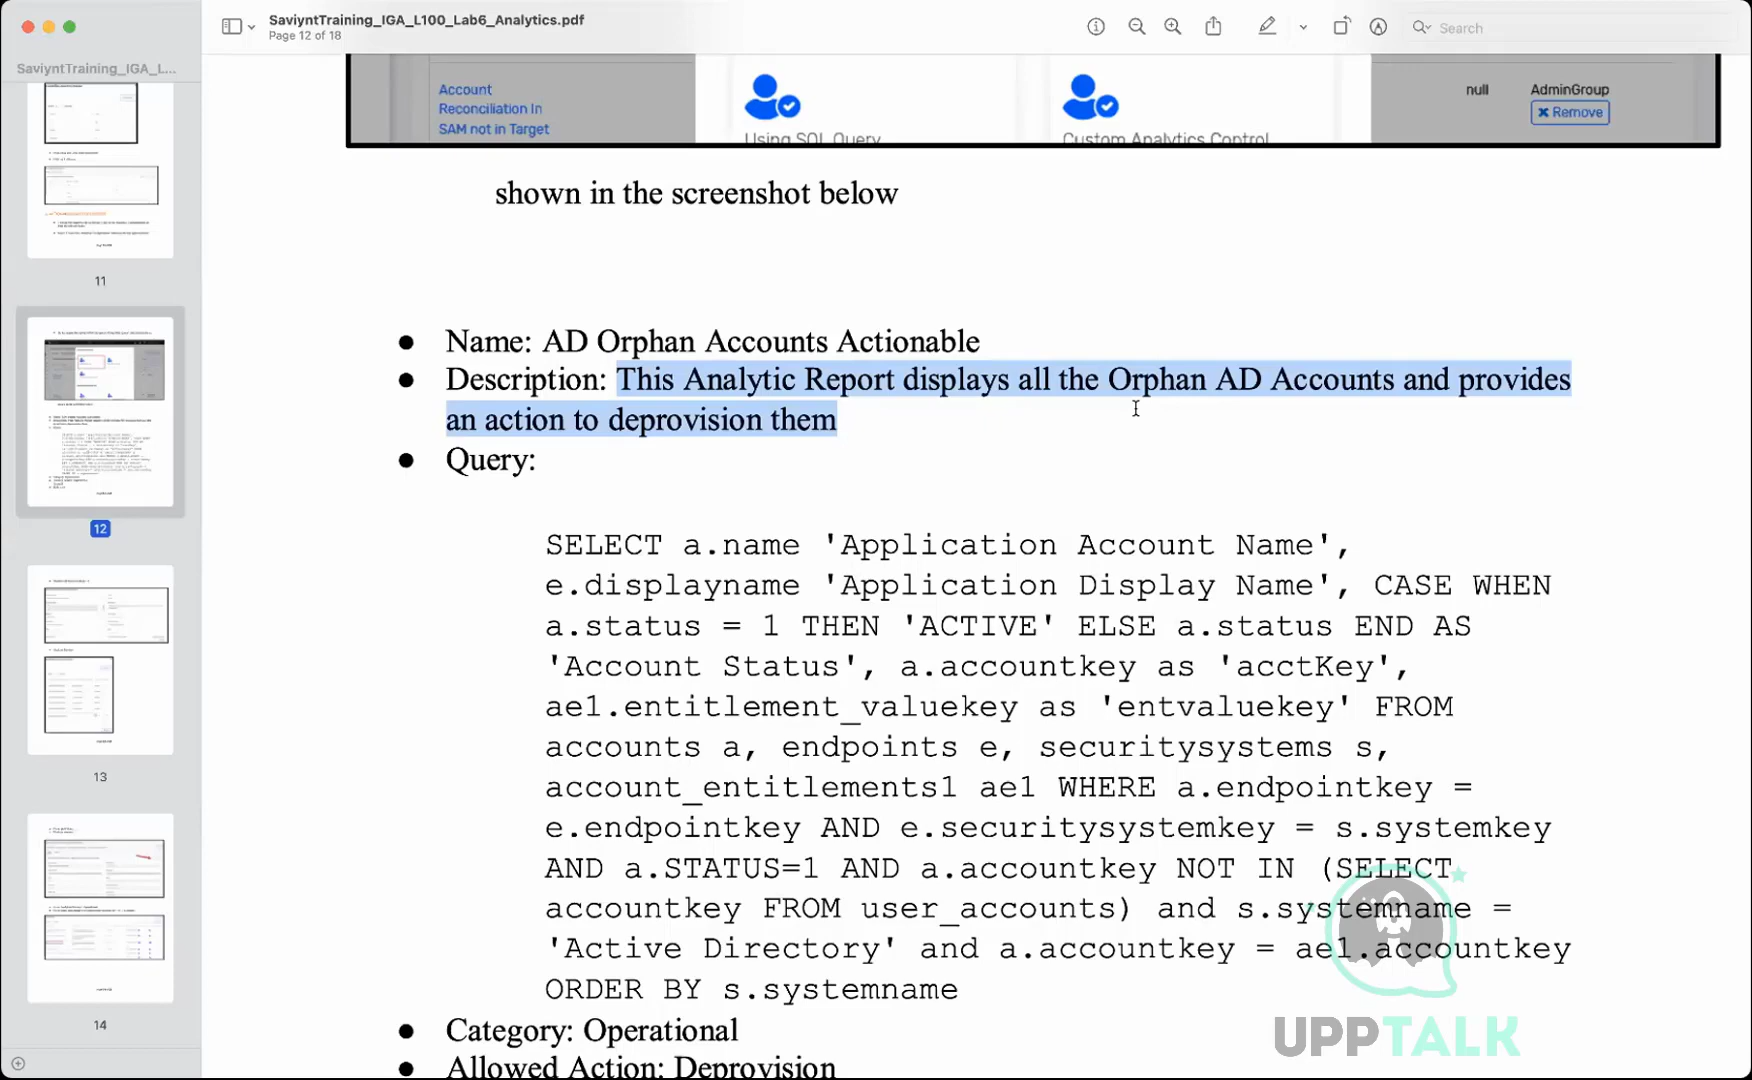 SaviyntTraining_IGA_L100_Lab6_Analytics.pdf
Page 12 of 18
Search
SaviyntTraining_IGA_L...
11
12
13
14
Account
Reconciliation In
SAM not in Target
Using SQL Query
Custom Analytics Control
null
AdminGroup
Remove
shown in the screenshot below
● Name: AD Orphan Accounts Actionable
● Description: This Analytic Report displays all the Orphan AD Accounts and provides
an action to deprovision them
● Query:
SELECT a.name 'Application Account Name',
e.displayname 'Application Display Name', CASE WHEN
a.status = 1 THEN 'ACTIVE' ELSE a.status END AS
'Account Status', a.accountkey as 'acctKey',
ae1.entitlement_valuekey as 'entvaluekey' FROM
accounts a, endpoints e, securitysystems s,
account_entitlements1 ae1 WHERE a.endpointkey =
e.endpointkey AND e.securitysystemkey = s.systemkey
AND a.STATUS=1 AND a.accountkey NOT IN (SELECT
accountkey FROM user_accounts) and s.systemname =
'Active Directory' and a.accountkey = ae1.accountkey
ORDER BY s.systemname
● Category: Operational
● Allowed Action: Deprovision
UPPTALK